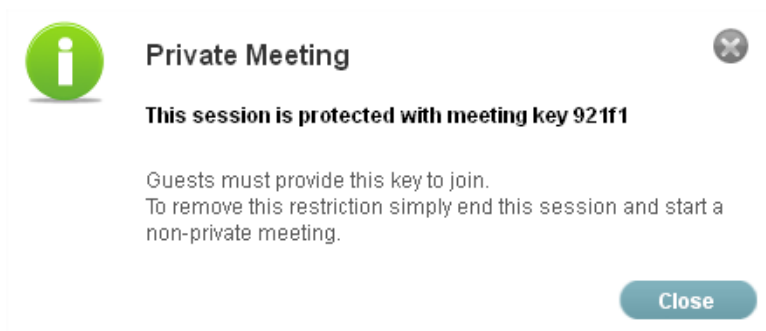 Private Meeting
This session is protected with meeting key 921f1
Guests must provide this key to join.
To remove this restriction simply end this session and start a
non-private meeting.
Close